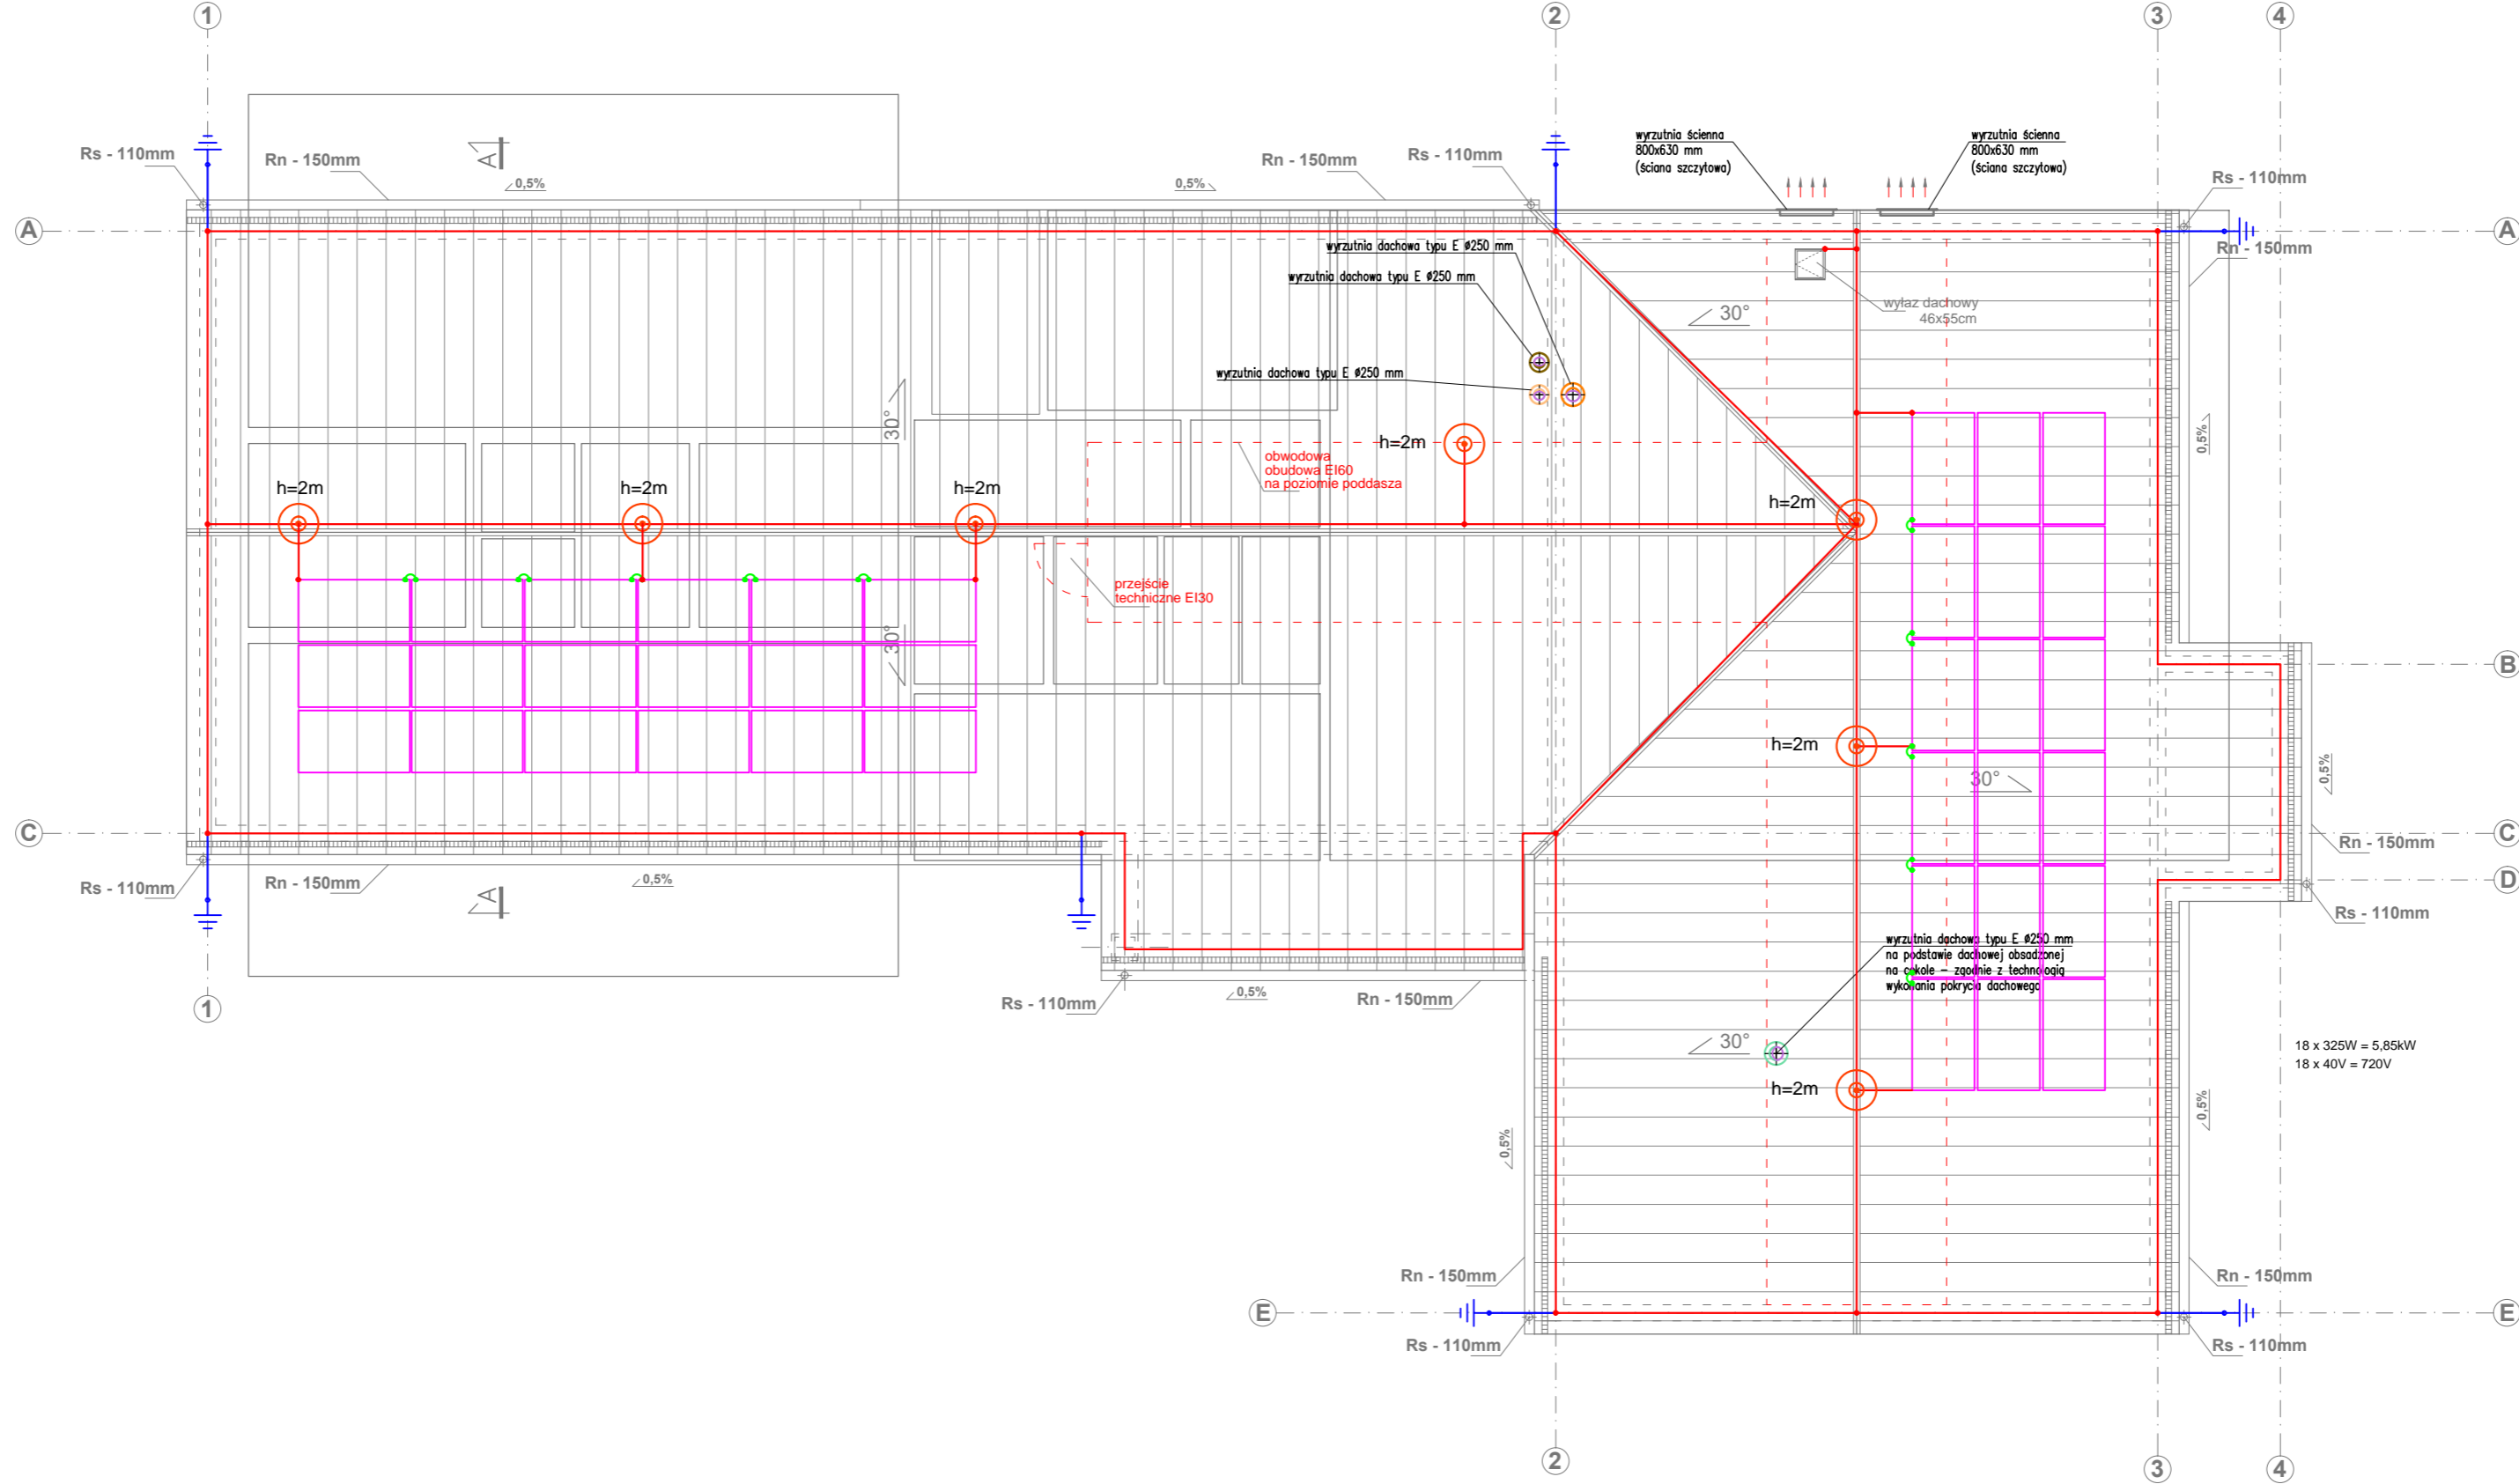 1
2
3
4
wyrzutnia ścienna
800x630 mm
(ściana szczytowa)
wyrzutnia ścienna
800x630 mm
(ściana szczytowa)
Rs - 110mm
Rn - 150mm
A
Rn - 150mm
Rs - 110mm
Rs - 110mm
0,5%
0,5%
A
A
Rn - 150mm
wyrzutnia dachowa typu E Ø250 mm
wyrzutnia dachowa typu E Ø250 mm
wyłaz dachowy
46x55cm
30°
wyrzutnia dachowa typu E Ø250 mm
30°
0,5%
h=2m
obwodowa
obudowa EI60
na poziomie poddasza
h=2m
h=2m
h=2m
h=2m
przejście
techniczne EI30
30°
B
h=2m
30°
0,5%
C
C
Rn - 150mm
Rs - 110mm
Rn - 150mm
0,5%
A
D
Rs - 110mm
wyrzutnia dachowa typu E Ø250 mm
na podstawie dachowej obsadzonej
na cokole – zgodnie z technologią
wykonania pokrycia dachowego
Rs - 110mm
0,5%
Rn - 150mm
1
30°
18 x 325W = 5,85kW
18 x 40V = 720V
h=2m
0,5%
0,5%
Rn - 150mm
Rn - 150mm
E
E
Rs - 110mm
Rs - 110mm
2
3
4